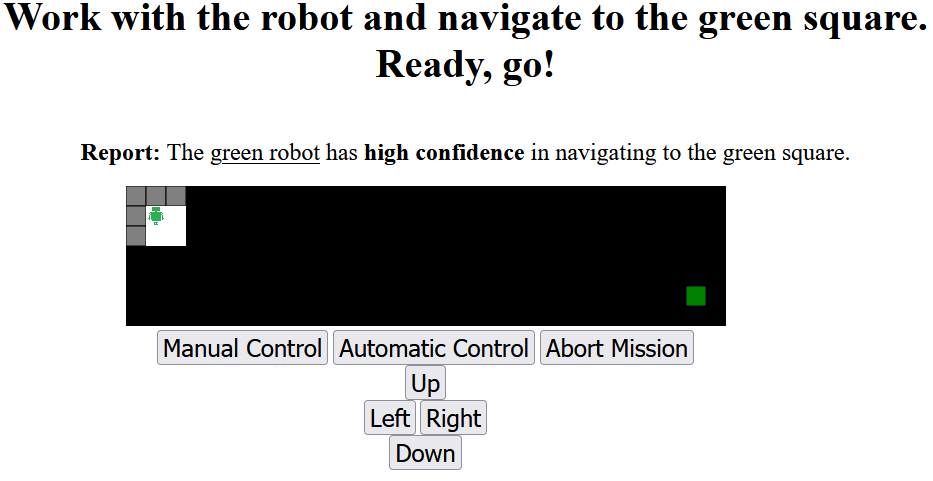 Work with the robot and navigate to the green square.
Ready, go!
Report: The green robot has high confidence in navigating to the green square.
Manual Control Automatic Control Abort Mission
Up
Left Right
Down